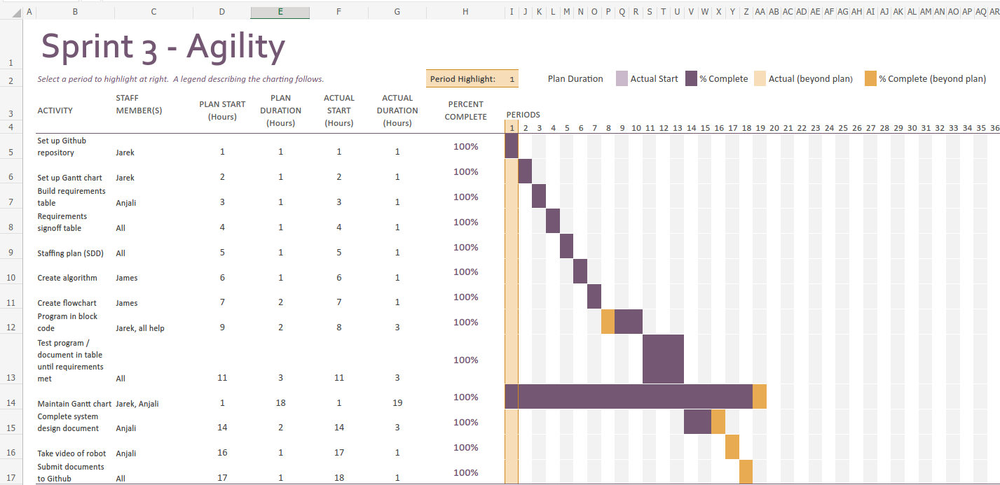 A B C D E F G H I J K L M N O P Q R S T U V W X Y Z AA AB AC AD AE AF AG AH AI AJ AK AL AM AN AO AP AQ AR
1 Sprint 3 - Agility
2 Select a period to highlight at right. A legend describing the charting follows. Period Highlight: 1 Plan Duration Actual Start % Complete Actual (beyond plan) % Complete (beyond plan)
STAFF PLAN ACTUAL ACTUAL
ACTIVITY MEMBER(S) PLAN START DURATION START DURATION PERCENT
3 (Hours) (Hours) (Hours) (Hours) COMPLETE PERIODS
4 1 2 3 4 5 6 7 8 9 10 11 12 13 14 15 16 17 18 19 20 21 22 23 24 25 26 27 28 29 30 31 32 33 34 35 36
Set up Github
5 repository Jarek 1 1 1 1 100%
6 Set up Gantt chart Jarek 2 1 2 1 100%
Build requirements
7 table Anjali 3 1 3 1 100%
Requirements
8 signoff table All 4 1 4 1 100%
9 Staffing plan (SDD) All 5 1 5 1 100%
10 Create algorithm James 6 1 6 1 100%
11 Create flowchart James 7 2 7 1 100%
Program in block
12 code Jarek, all help 9 2 8 3 100%
Test program /
document in table
until requirements
13 met All 11 3 11 3 100%
14 Maintain Gantt chart Jarek, Anjali 1 18 1 19 100%
Complete system
15 design document Anjali 14 2 14 3 100%
16 Take video of robot Anjali 16 1 17 1 100%
Submit documents
17 to Github All 17 1 18 1 100%